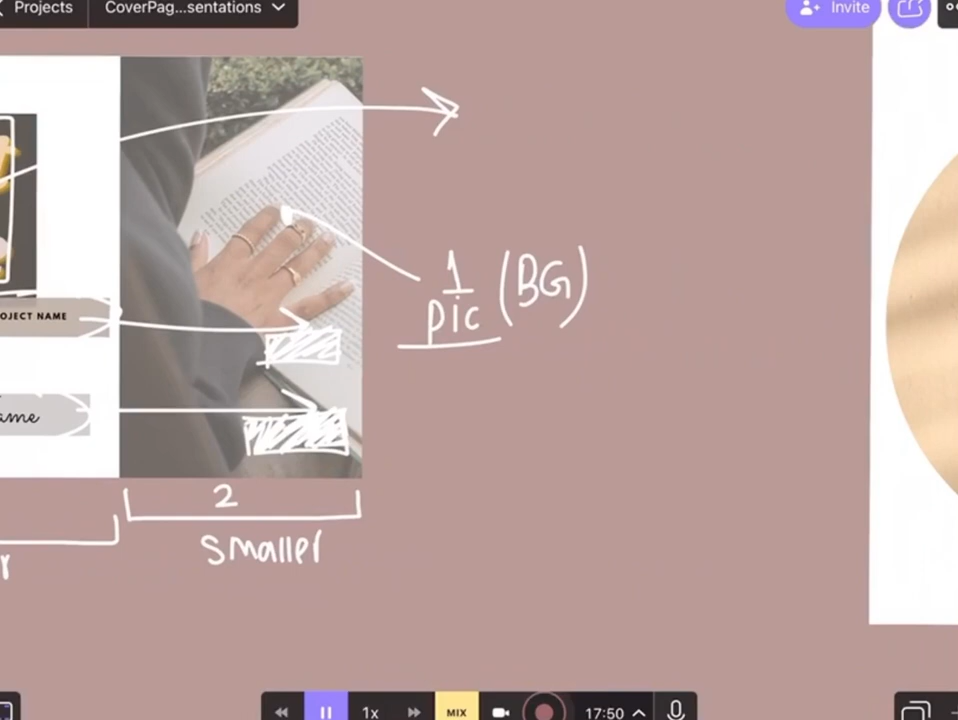 Projects
CoverPag...sentations
Invite
1
pic (BG)
OJECT NAME
ame
2
smaller
r
1x
MIX
17:50